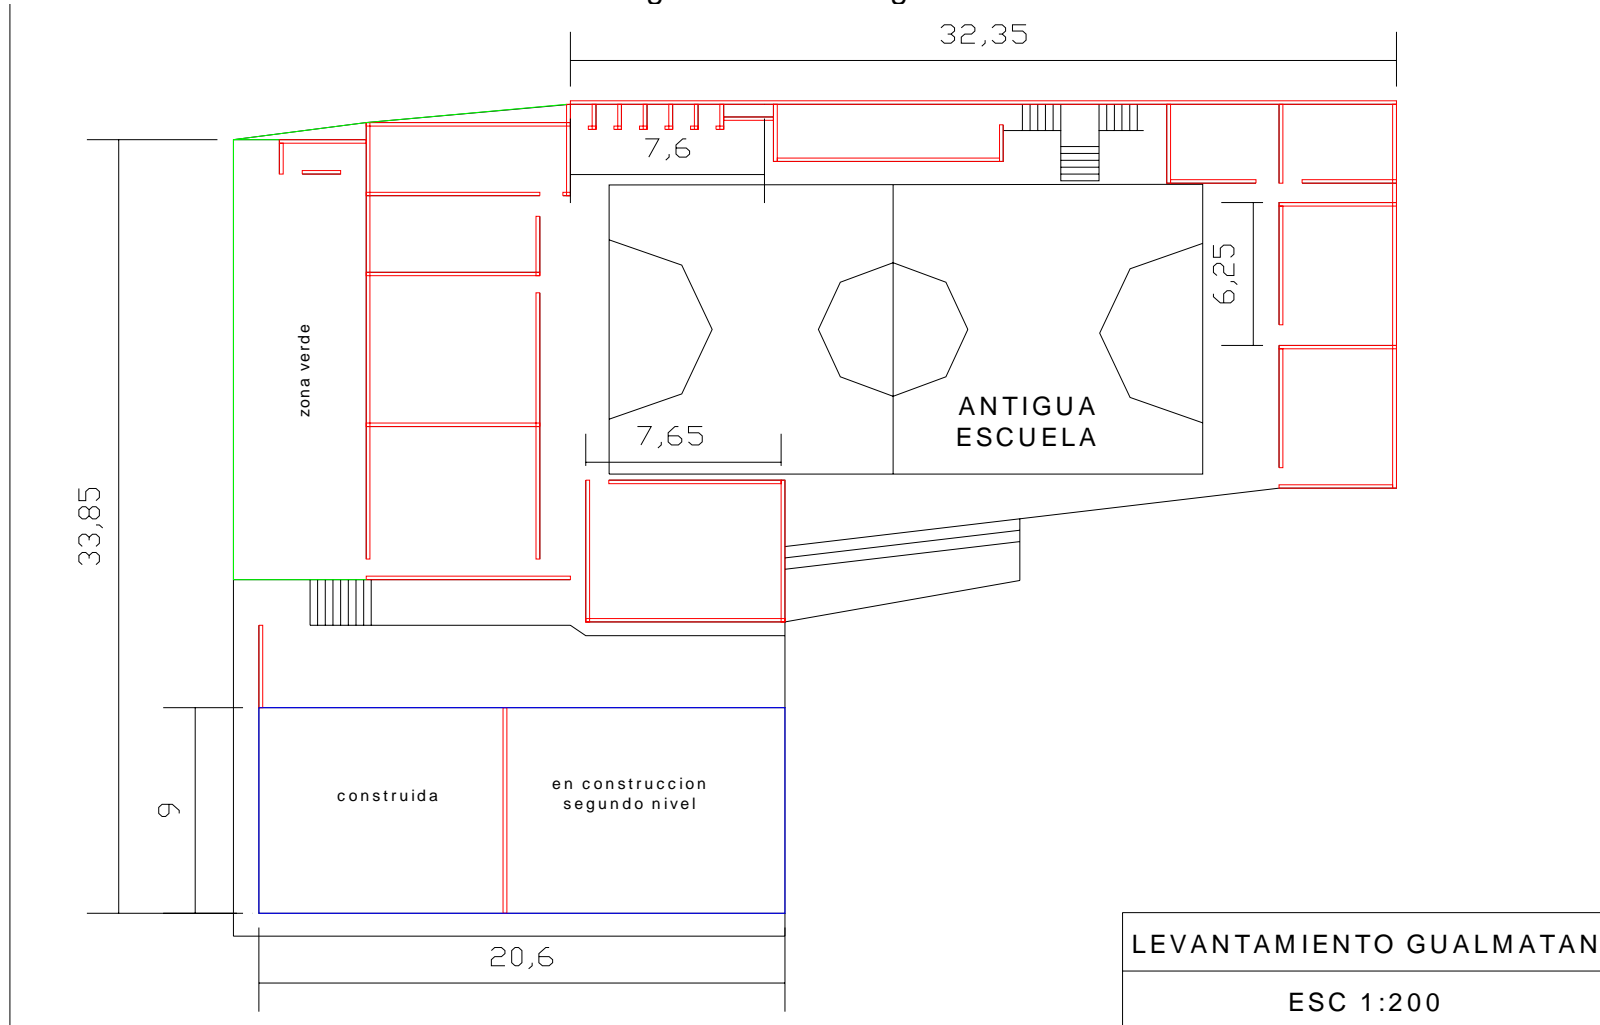 32,35
7,6
6,25
zona verde
ANTIGUA
ESCUELA
7,65
33,85
construida
en construccion
segundo nivel
9
20,6
LEVANTAMIENTO GUALMATAN
ESC 1:200